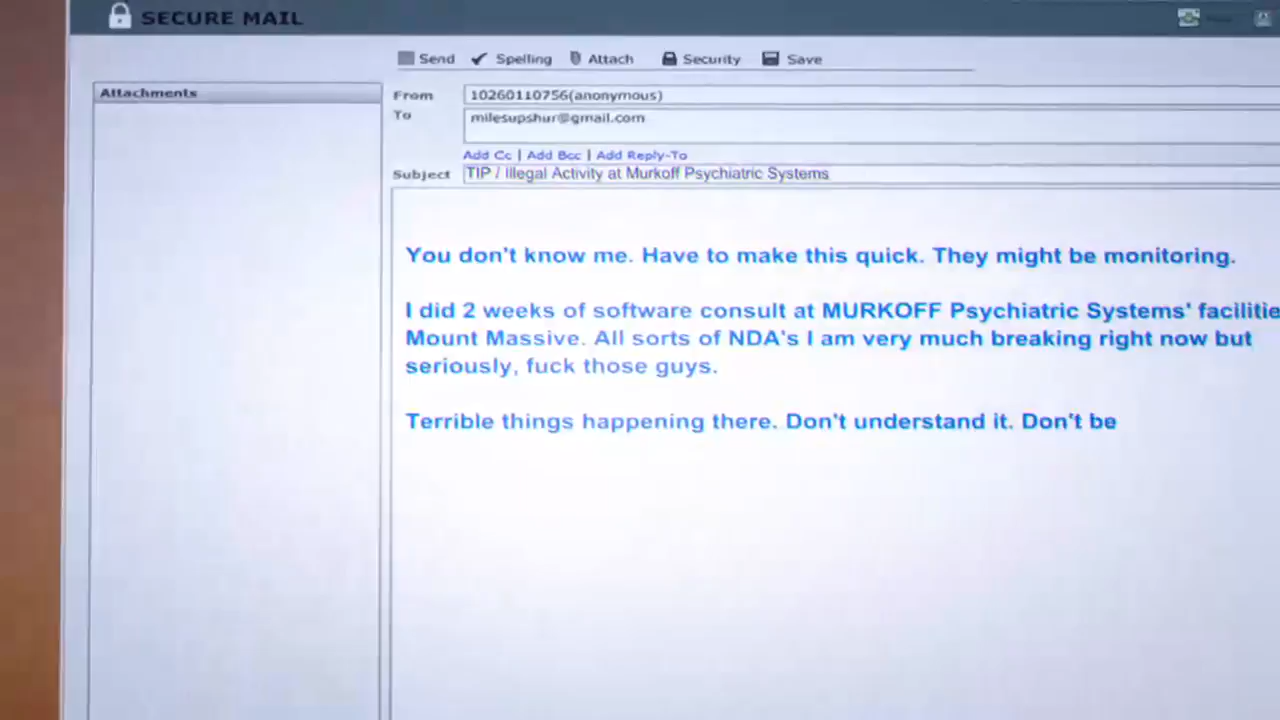 SECURE MAIL
Send Spelling Attach Security Save
Attachments
From 10260110756(anonymous)
To milesupshur@gmail.com
Add Cc | Add Bcc | Add Reply-To
Subject TIP / Illegal Activity at Murkoff Psychiatric Systems
You don't know me. Have to make this quick. They might be monitoring.
I did 2 weeks of software consult at MURKOFF Psychiatric Systems' facilitie
Mount Massive. All sorts of NDA's I am very much breaking right now but
seriously, fuck those guys.
Terrible things happening there. Don't understand it. Don't be